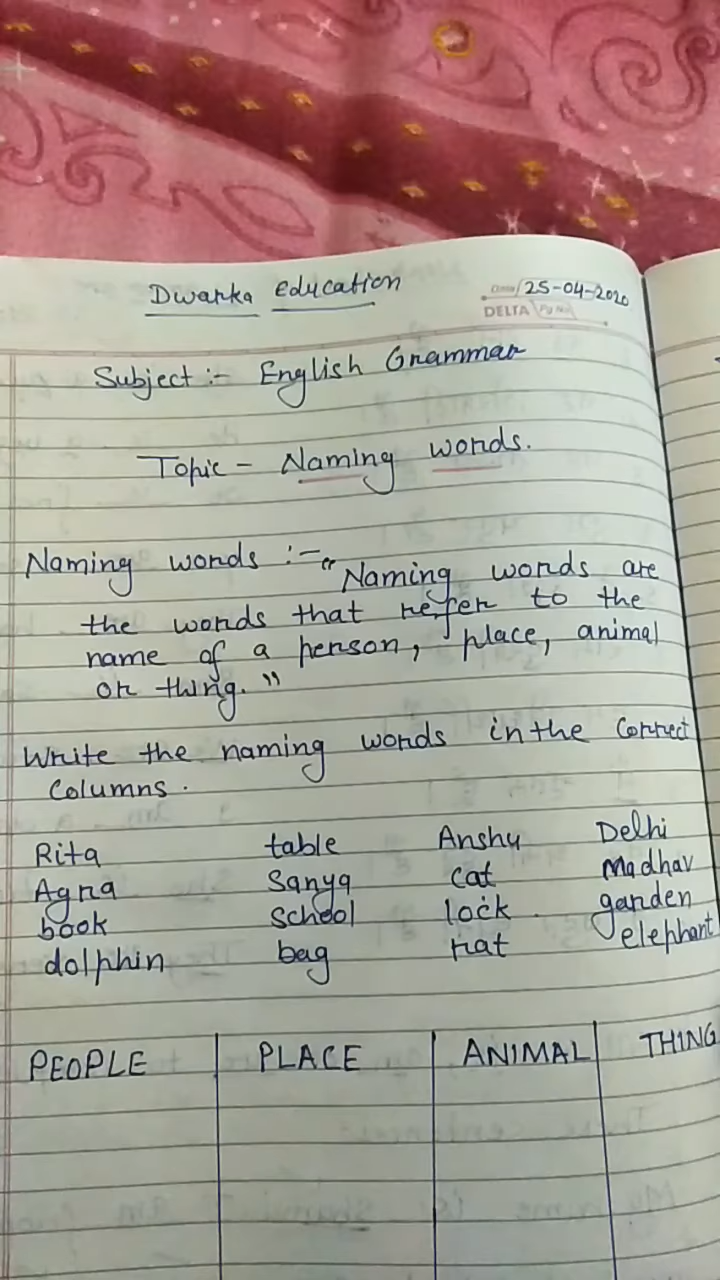 Dwarka Education
Date 25-04-2020
DELTA Pg No
Subject :- English Grammar
Topic - Naming words.
Naming words :- "Naming words are
the words that refer to the
name of a person, place, animal
or thing."
Write the naming words in the correct
columns.
Rita table Anshu Delhi
Agra Sanya cat Madhav
book school lock garden
dolphin bag rat elephant
PEOPLE PLACE ANIMAL THING